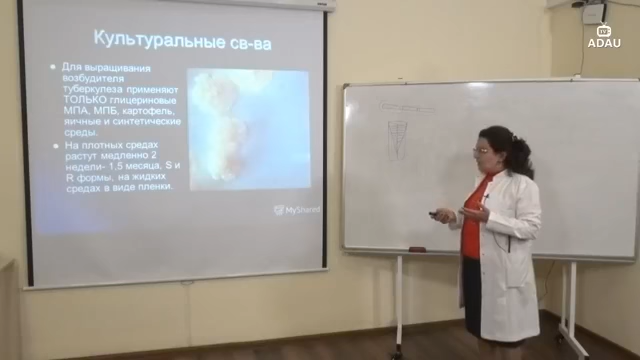 Культуральные св-ва
Для выращивания
возбудителя
туберкулеза применяют
ТОЛЬКО глицериновые
МПА, МПБ, картофель,
яичные и синтетические
среды.
На плотных средах
растут медленно 2
недели- 1,5 месяца, S и
R формы, на жидких
средах в виде пленки.
MyShared
TV
ADAU